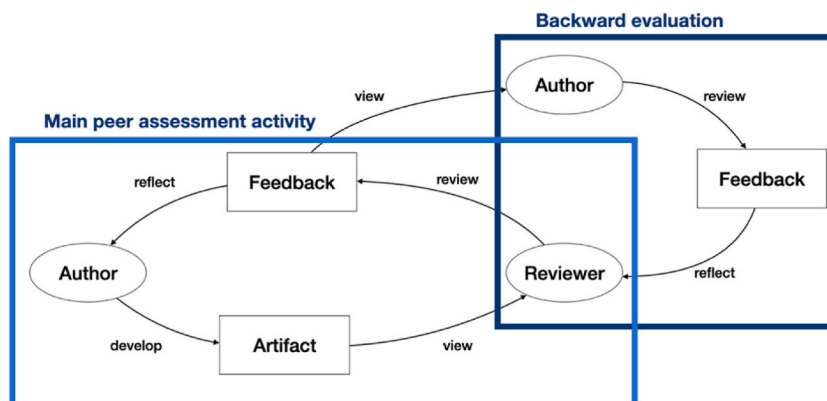 Backward evaluation
Author
view
review
Main peer assessment activity
Feedback
reflect
review
Feedback
Author
Reviewer
reflect
Artifact
develop
view